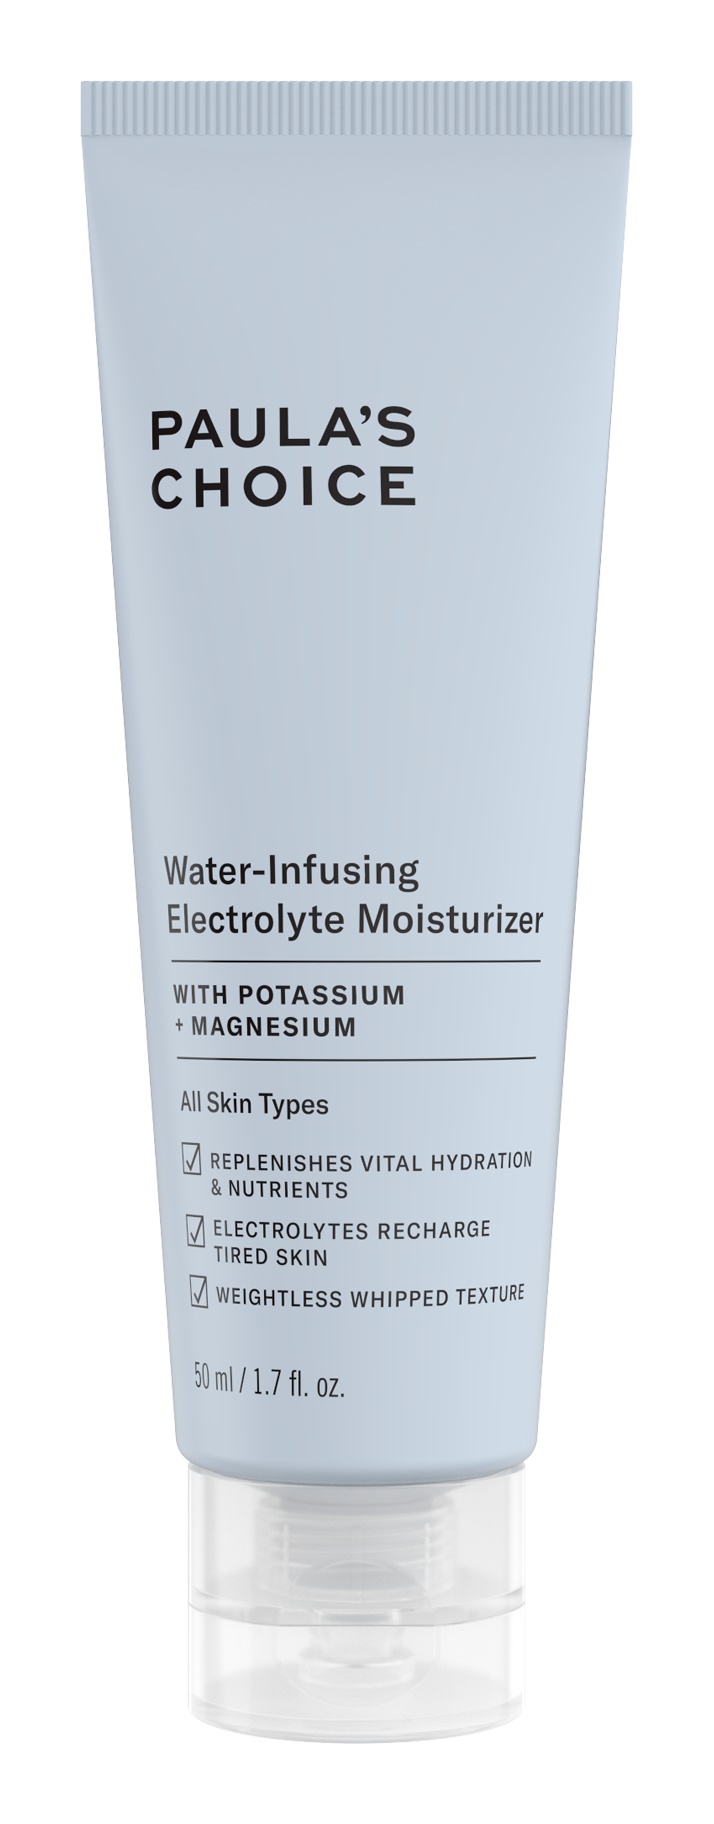 PAULA'S
CHOICE
Water-Infusing
Electrolyte Moisturizer
WITH POTASSIUM
+ MAGNESIUM
All Skin Types
☑ REPLENISHES VITAL HYDRATION
& NUTRIENTS
☑ ELECTROLYTES RECHARGE
TIRED SKIN
☑ WEIGHTLESS WHIPPED TEXTURE
50 ml / 1.7 fl. oz.